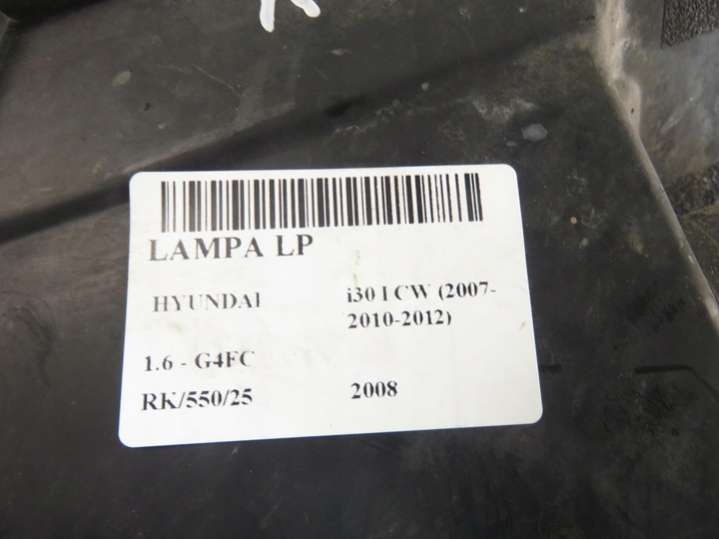 LAMPA LP
HYUNDAI i30 I CW (2007-
2010-2012)
1.6 - G4FC
RK/550/25 2008